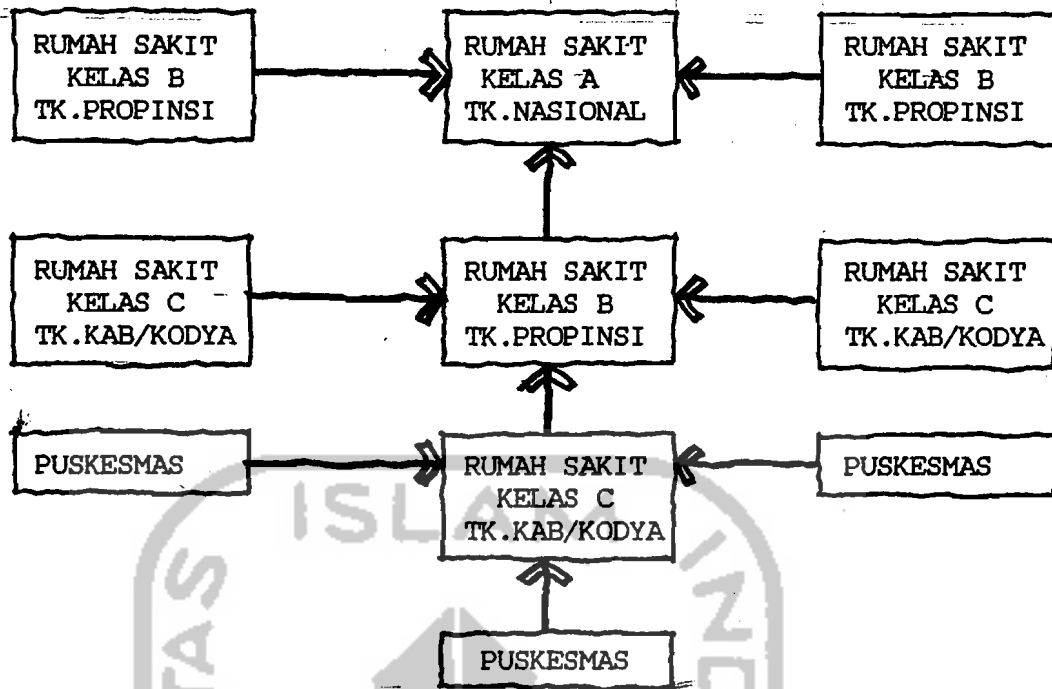 RUMAH SAKIT
KELAS B
TK.PROPINSI
RUMAH SAKIT
KELAS A
TK.NASIONAL
RUMAH SAKIT
KELAS B
TK.PROPINSI
RUMAH SAKIT
KELAS C
TK.KAB/KODYA
RUMAH SAKIT
KELAS B
TK.PROPINSI
RUMAH SAKIT
KELAS C
TK.KAB/KODYA
PUSKESMAS
RUMAH SAKIT
KELAS C
TK.KAB/KODYA
PUSKESMAS
PUSKESMAS
ISLAM